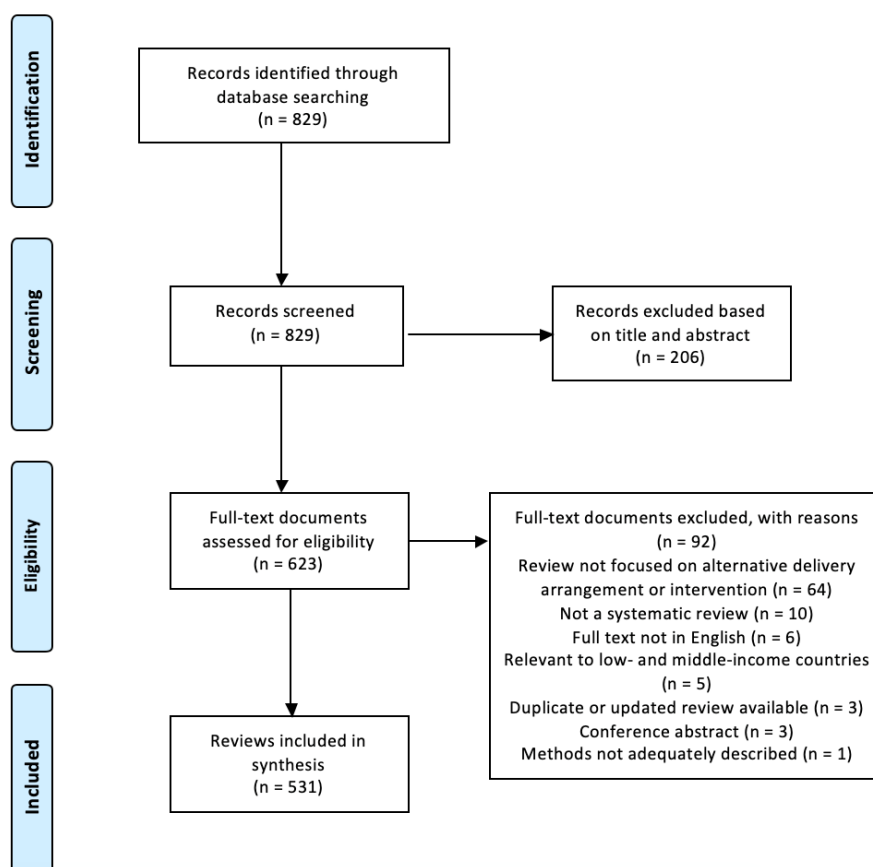 Identification
Records identified through
database searching
(n = 829)
Screening
Records screened
(n = 829)
Records excluded based
on title and abstract
(n = 206)
Eligibility
Full-text documents
assessed for eligibility
(n = 623)
Full-text documents excluded, with reasons
(n = 92)
Review not focused on alternative delivery
arrangement or intervention (n = 64)
Not a systematic review (n = 10)
Full text not in English (n = 6)
Relevant to low- and middle-income countries
(n = 5)
Duplicate or updated review available (n = 3)
Conference abstract (n = 3)
Methods not adequately described (n = 1)
Included
Reviews included in
synthesis
(n = 531)